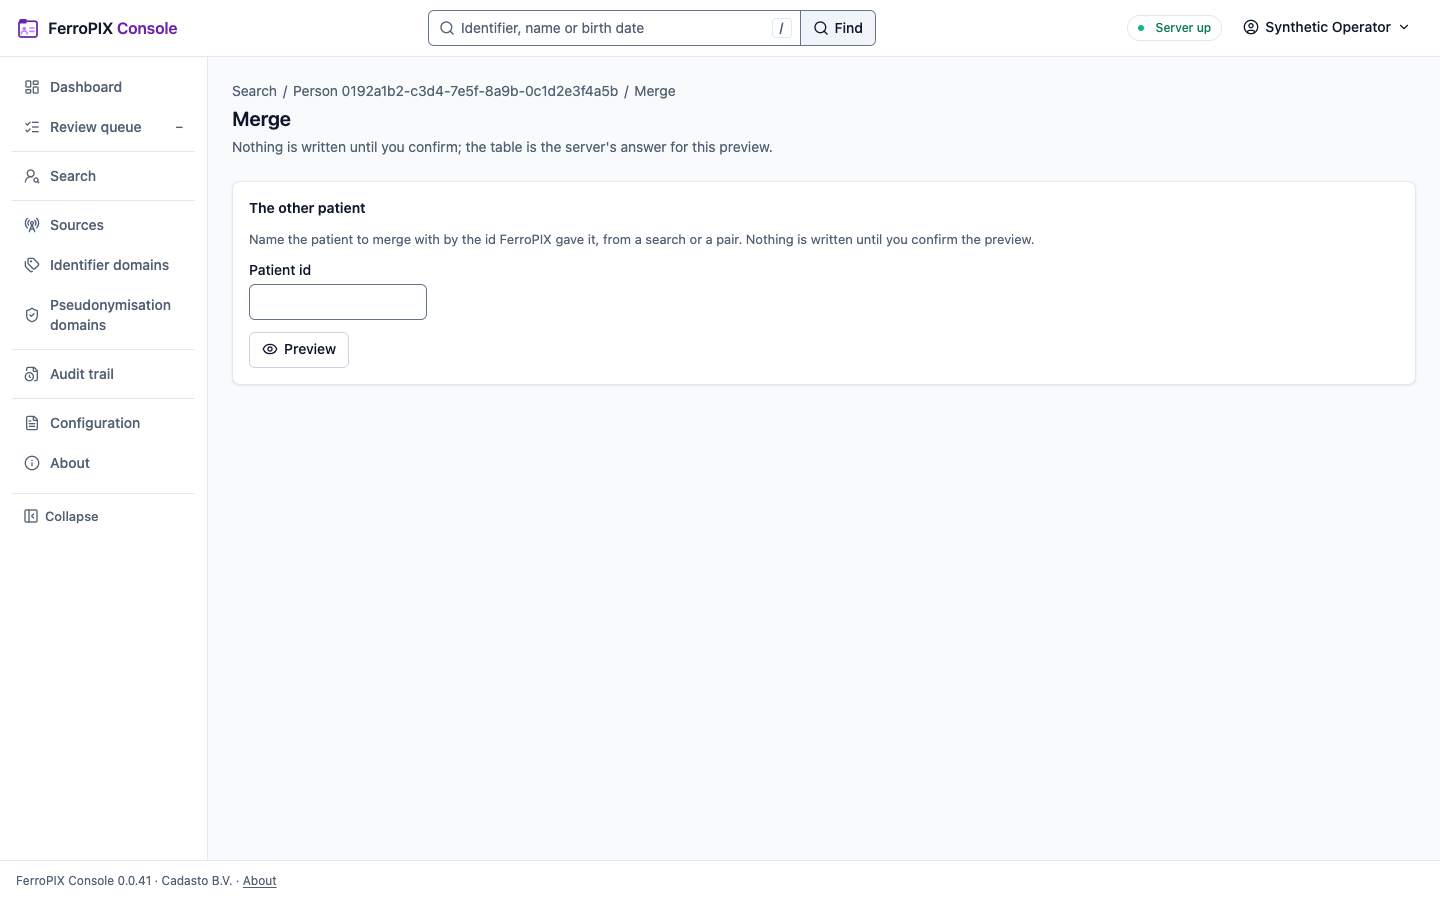 FerroPIX Console
Identifier, name or birth date
/
Find
Server up
Synthetic Operator
Dashboard
Review queue
–
Search
Sources
Identifier domains
Pseudonymisation
domains
Audit trail
Configuration
About
Collapse
Search / Person 0192a1b2-c3d4-7e5f-8a9b-0c1d2e3f4a5b / Merge
Merge
Nothing is written until you confirm; the table is the server's answer for this preview.
The other patient
Name the patient to merge with by the id FerroPIX gave it, from a search or a pair. Nothing is written until you confirm the preview.
Patient id
Preview
FerroPIX Console 0.0.41 · Cadasto B.V. · About